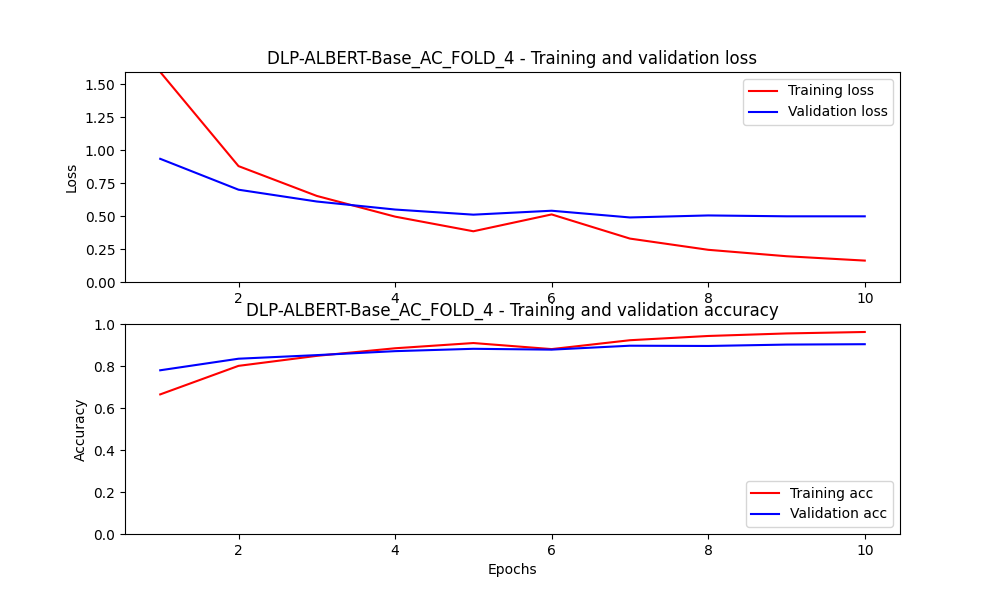 DLP-ALBERT-Base_AC_FOLD_4 - Training and validation loss
1.50
1.25
1.00
0.75
0.50
0.25
0.00
Loss
Training loss
Validation loss
2 4 6 8 10
DLP-ALBERT-Base_AC_FOLD_4 - Training and validation accuracy
1.0
0.8
0.6
0.4
0.2
0.0
Accuracy
Training acc
Validation acc
2 4 6 8 10
Epochs